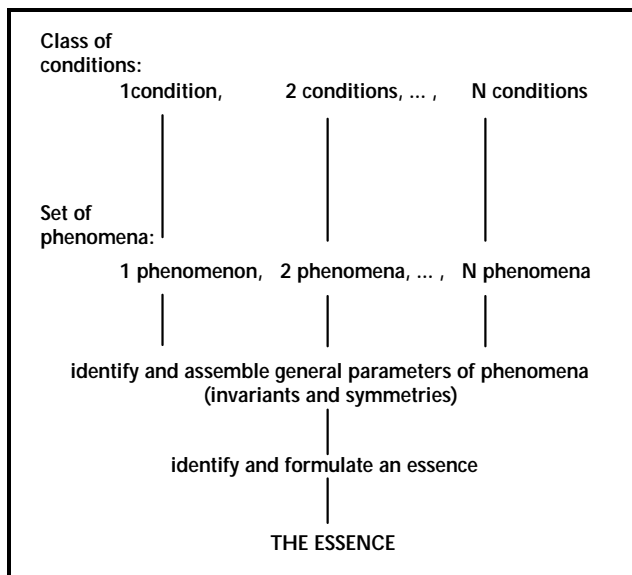 Class of
conditions:
1condition, 2 conditions, ... , N conditions
Set of
phenomena:
1 phenomenon, 2 phenomena, ... , N phenomena
identify and assemble general parameters of phenomena
(invariants and symmetries)
identify and formulate an essence
THE ESSENCE